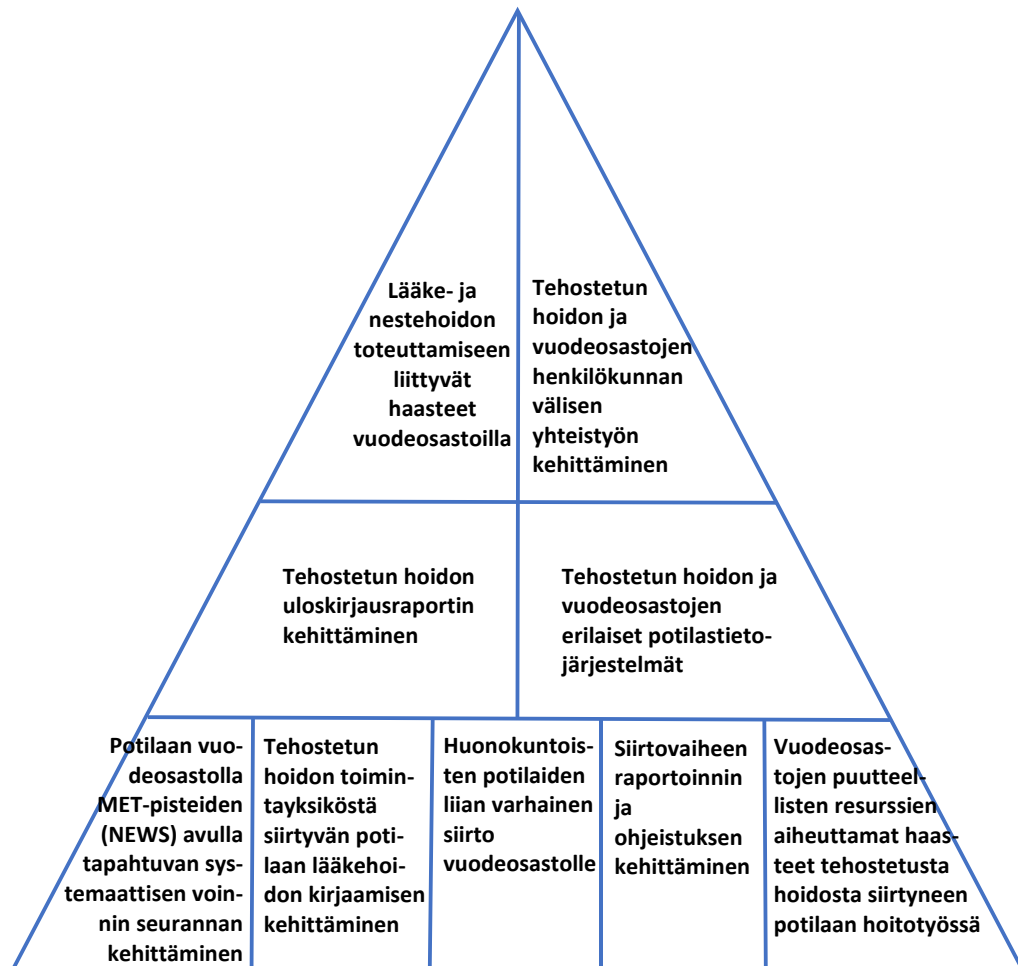 Lääke- ja
nestehoidon
toteuttamiseen
liittyvät
haasteet
vuodeosastoilla
Tehostetun
hoidon ja
vuodeosastojen
henkilökunnan
välisen
yhteistyön
kehittäminen
Tehostetun hoidon
uloskirjausraportin
kehittäminen
Tehostetun hoidon ja
vuodeosastojen
erilaiset potilastieto-
järjestelmät
Potilaan vuo-
deosastolla
MET-pisteiden
(NEWS) avulla
tapahtuvan sys-
temaattisen voin-
nin seurannan
kehittäminen
Tehostetun
hoidon toimin-
tayksiköstä
siirtyvän poti-
laan lääkehoi-
don kirjaamisen
kehittäminen
Huonokuntois-
ten potilaiden
liian varhainen
siirto
vuodeosastolle
Siirtovaiheen
raportoinnin
ja
ohjeistuksen
kehittäminen
Vuodeosas-
tojen puutteel-
listen resurssien
aiheuttamat haas-
teet tehostetusta
hoidosta siirtyneen
potilaan hoitotyössä